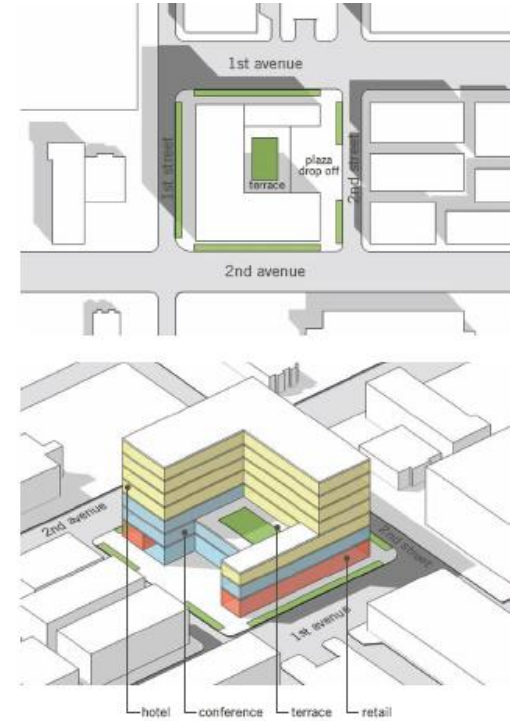 1st avenue
1st street
terrace
plaza
drop off
2nd street
2nd avenue
2nd avenue
2nd street
1st avenue
hotel
conference
terrace
retail